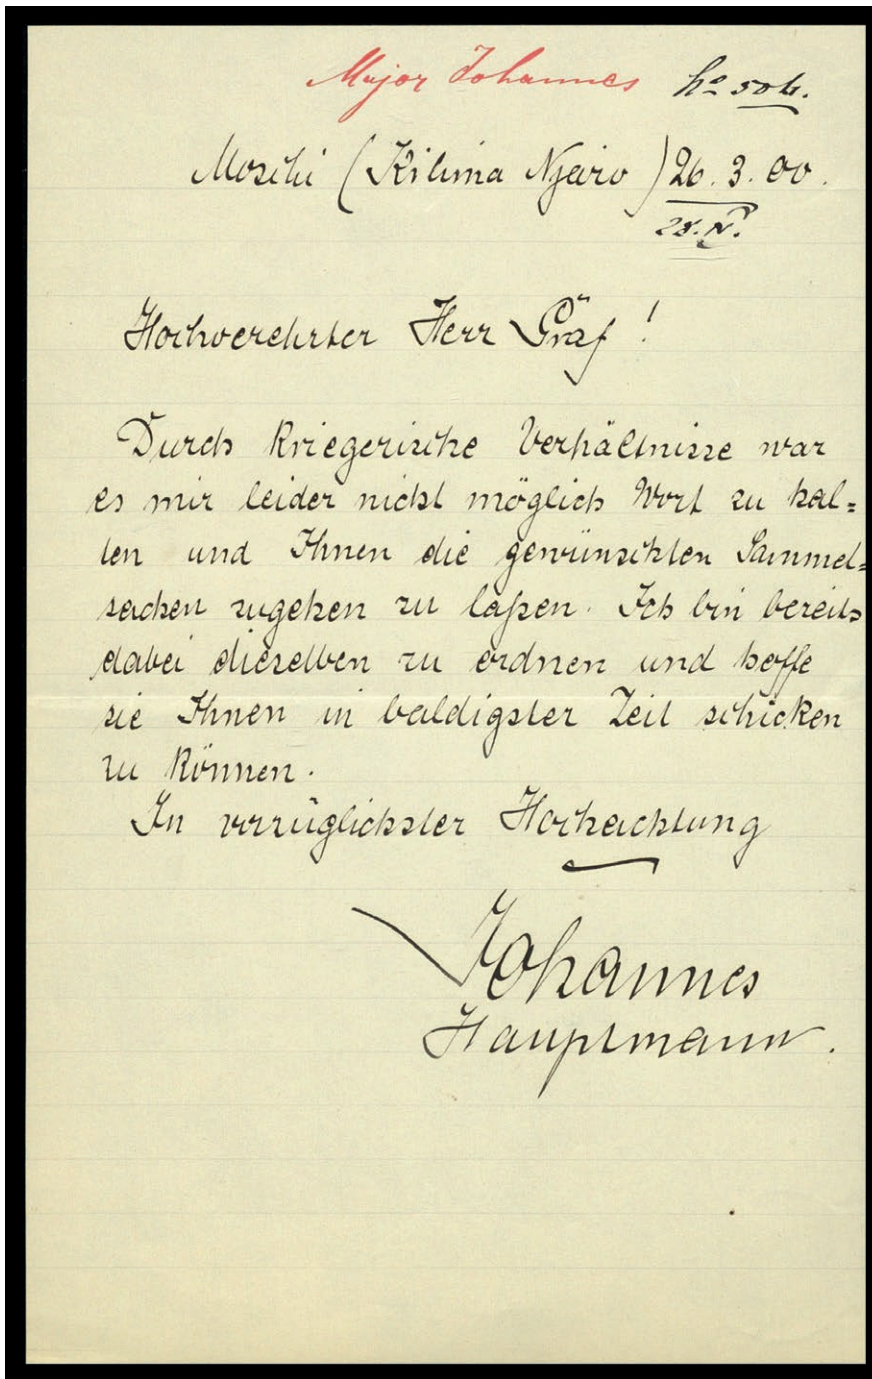 Major Johannes
Moschi (Kilima Njaro) 26. 3. 00.
Hochverehrter Herr Graf!
Durch kriegerische Verhältnisse war
es mir leider nicht möglich Wort zu hal=
ten und Ihnen die gewünschten Sammel=
sachen zugehen zu laßen. Ich bin bereits
dabei dieselben zu ordnen und hoffe
sie Ihnen in baldigster Zeit schicken
zu können.
In vorzüglichster Hochachtung
Johannes
Hauptmann.